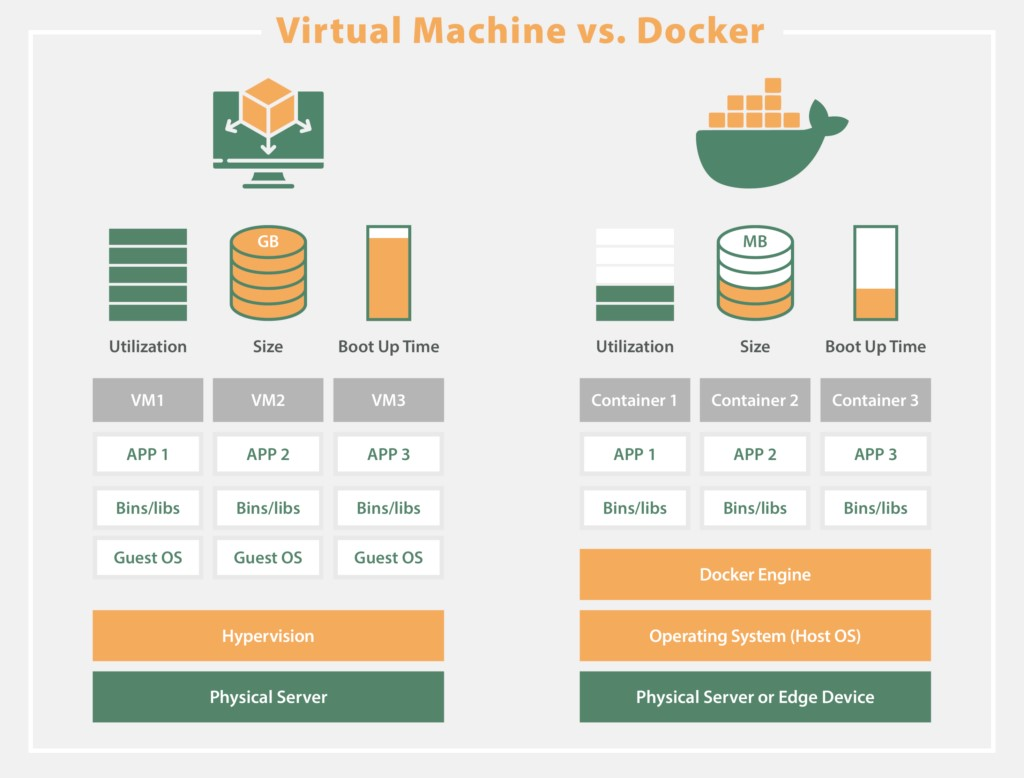 Virtual Machine vs. Docker
GB
Utilization
Size
Boot Up Time
VM1
VM2
VM3
APP 1
APP 2
APP 3
Bins/libs
Bins/libs
Bins/libs
Guest OS
Guest OS
Guest OS
Hypervision
Physical Server
MB
Utilization
Size
Boot Up Time
Container 1
Container 2
Container 3
APP 1
APP 2
APP 3
Bins/libs
Bins/libs
Bins/libs
Docker Engine
Operating System (Host OS)
Physical Server or Edge Device